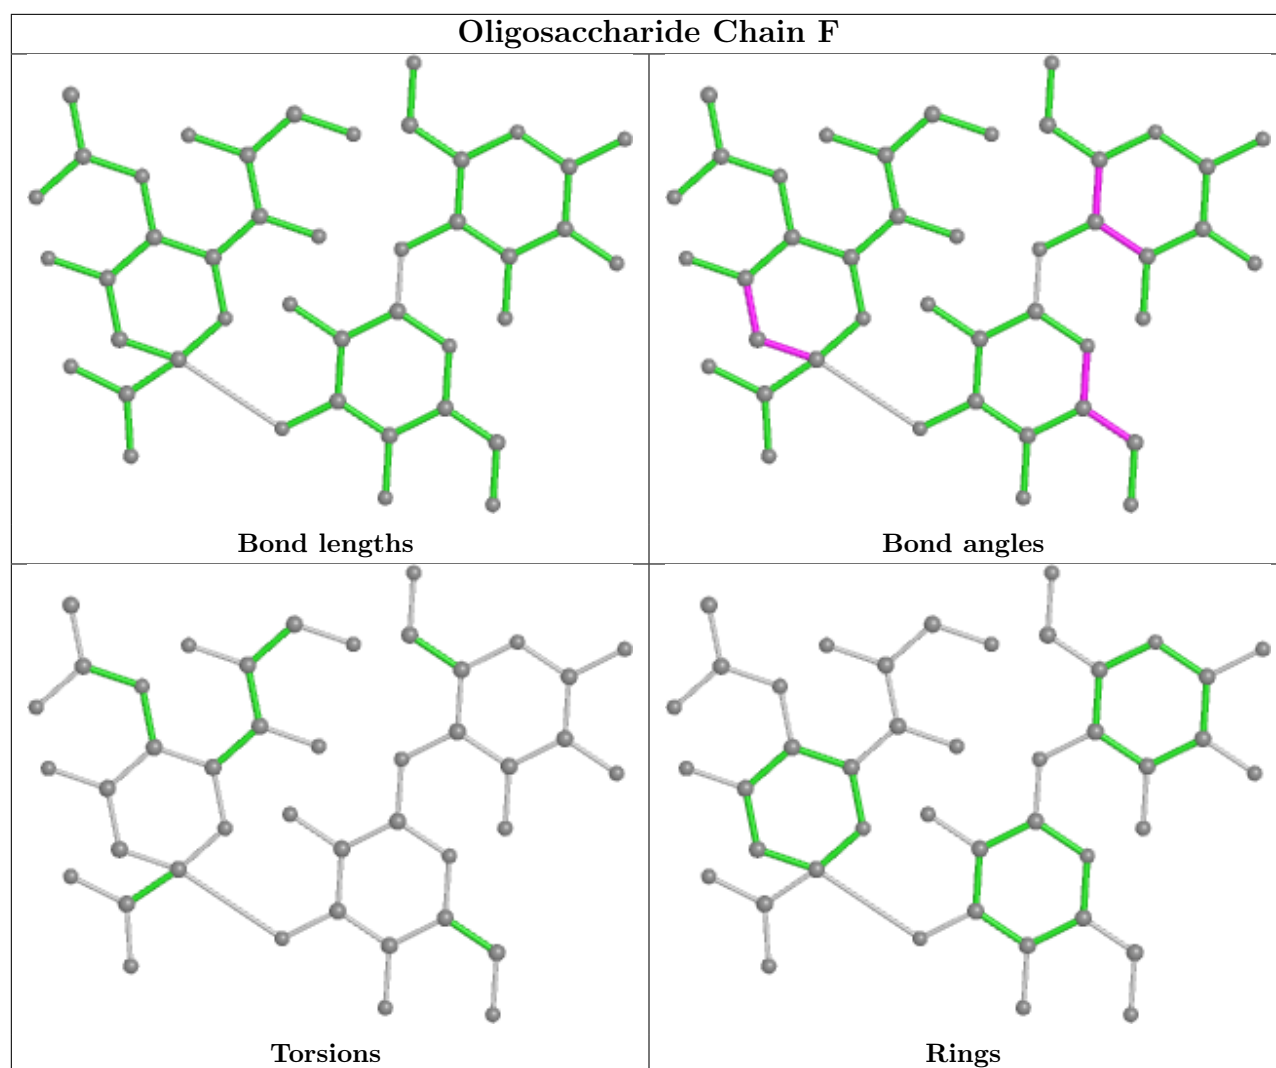 Oligosaccharide Chain F
Bond lengths
Bond angles
Torsions
Rings